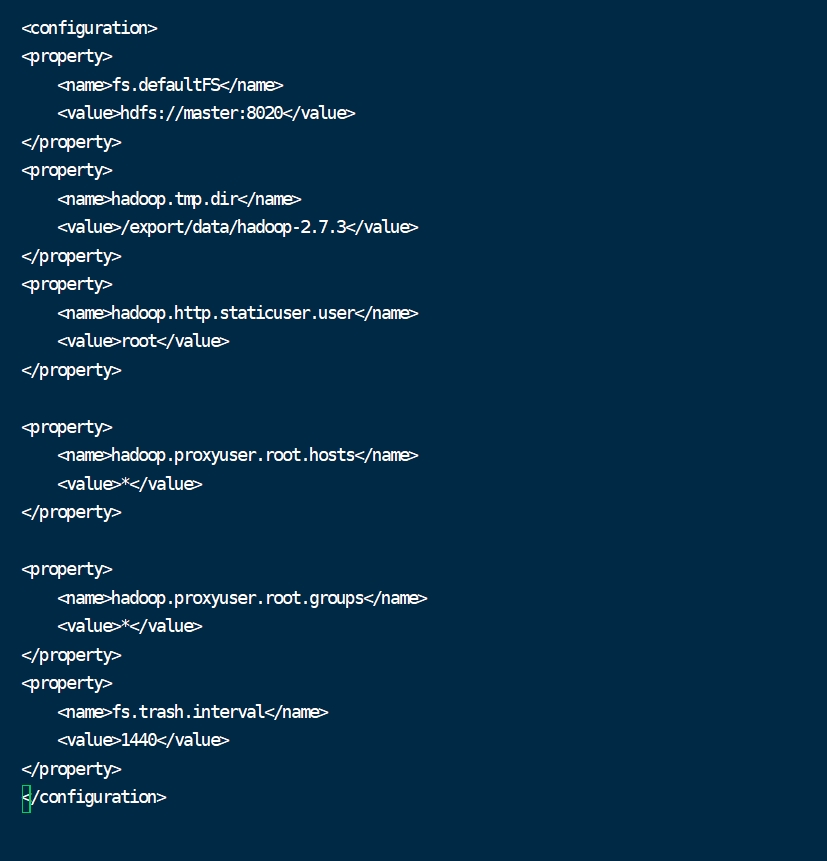 <configuration>
<property>
    <name>fs.defaultFS</name>
    <value>hdfs://master:8020</value>
</property>
<property>
    <name>hadoop.tmp.dir</name>
    <value>/export/data/hadoop-2.7.3</value>
</property>
<property>
    <name>hadoop.http.staticuser.user</name>
    <value>root</value>
</property>

<property>
    <name>hadoop.proxyuser.root.hosts</name>
    <value>*</value>
</property>

<property>
    <name>hadoop.proxyuser.root.groups</name>
    <value>*</value>
</property>
<property>
    <name>fs.trash.interval</name>
    <value>1440</value>
</property>
</configuration>